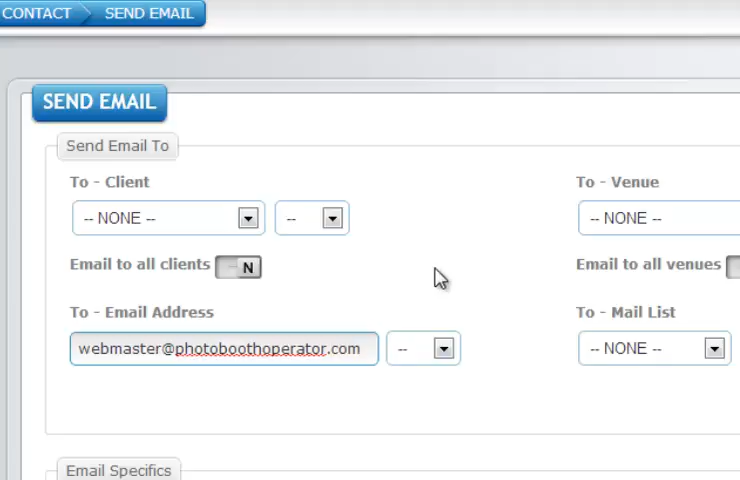 CONTACT SEND EMAIL
SEND EMAIL
Send Email To
To - Client To - Venue
-- NONE -- -- -- NONE --
Email to all clients N Email to all venues
To - Email Address To - Mail List
webmaster@photoboothoperator.com -- -- NONE --
Email Specifics